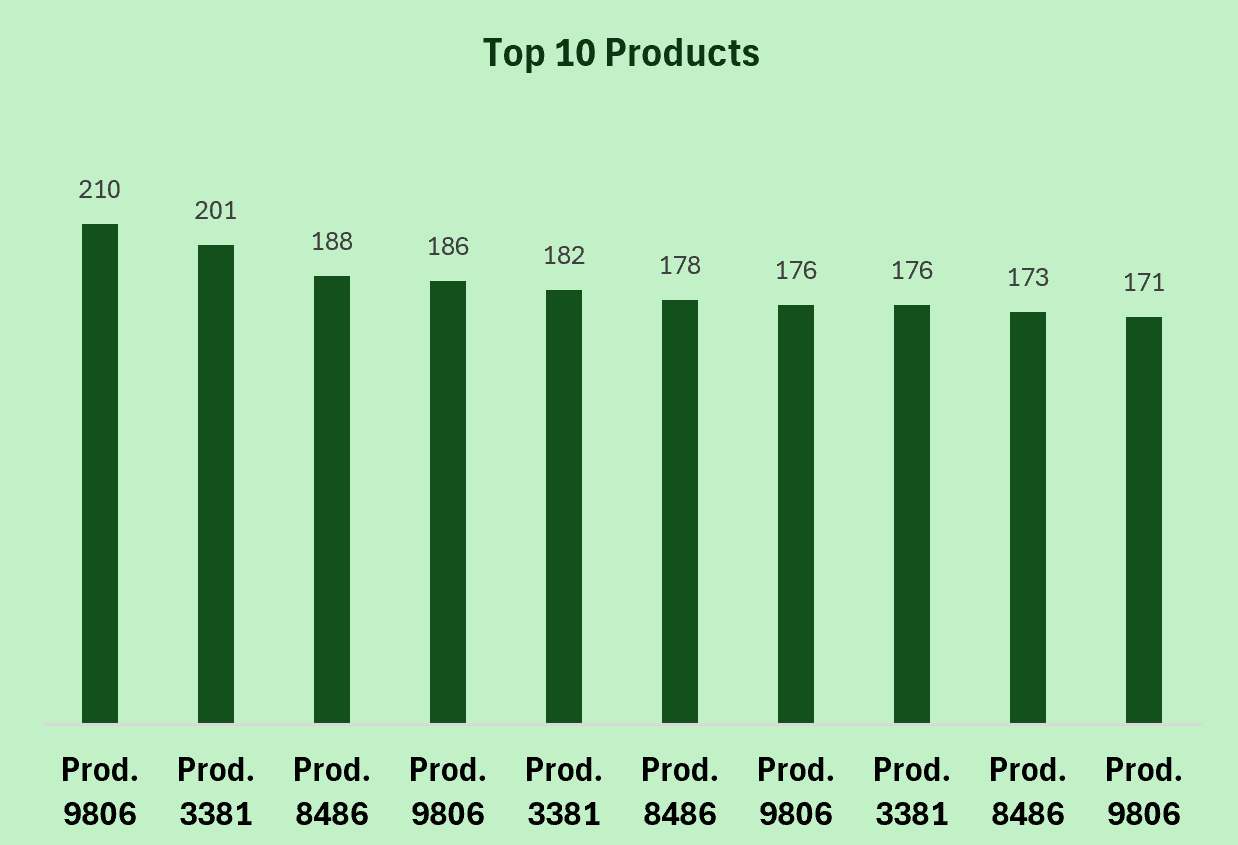 Top 10 Products
210
201
188
186
182
178
176
176
173
171
Prod. 9806
Prod. 3381
Prod. 8486
Prod. 9806
Prod. 3381
Prod. 8486
Prod. 9806
Prod. 3381
Prod. 8486
Prod. 9806